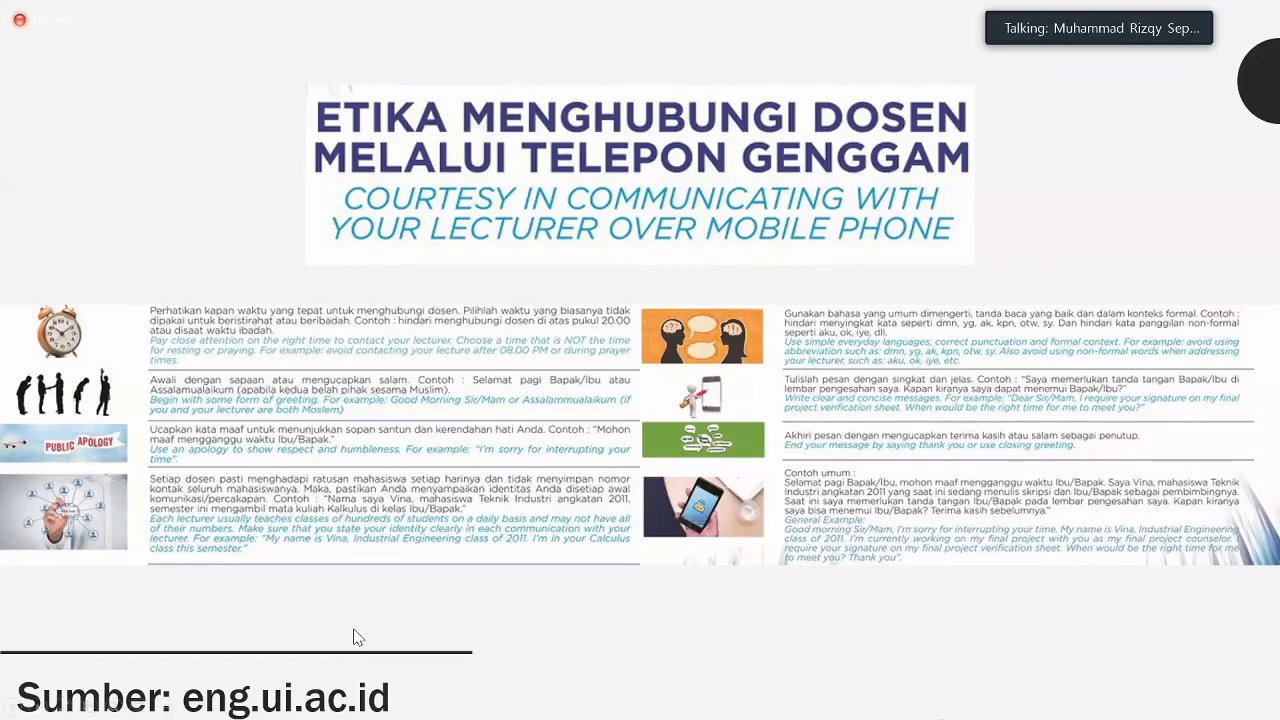 Recording
Talking: Muhammad Rizqy Sep...
ETIKA MENGHUBUNGI DOSEN
MELALUI TELEPON GENGGAM
COURTESY IN COMMUNICATING WITH
YOUR LECTURER OVER MOBILE PHONE
Perhatikan kapan waktu yang tepat untuk menghubungi dosen. Pilihlah waktu yang biasanya tidak
dipakai untuk beristirahat atau beribadah. Contoh : hindari menghubungi dosen di atas pukul 20.00
atau disaat waktu ibadah.
Pay close attention on the right time to contact your lecturer. Choose a time that is NOT the time
for resting or praying. For example: avoid contacting your lecture after 08.00 PM or during prayer
times.
Awali dengan sapaan atau mengucapkan salam. Contoh : Selamat pagi Bapak/Ibu atau
Assalamualaikum (apabila kedua belah pihak sesama Muslim).
Begin with some form of greeting. For example: Good Morning Sir/Mam or Assalammualaikum (if
you and your lecturer are both Moslem)
PUBLIC APOLOGY
Ucapkan kata maaf untuk menunjukkan sopan santun dan kerendahan hati Anda. Contoh : "Mohon
maaf mengganggu waktu Ibu/Bapak."
Use an apology to show respect and humbleness. For example: "I'm sorry for interrupting your
time".
Setiap dosen pasti menghadapi ratusan mahasiswa setiap harinya dan tidak menyimpan nomor
kontak seluruh mahasiswanya. Maka, pastikan Anda menyampaikan identitas Anda disetiap awal
komunikasi/percakapan. Contoh : "Nama saya Vina, mahasiswa Teknik Industri angkatan 2011,
semester ini mengambil mata kuliah Kalkulus di kelas Ibu/Bapak."
Each lecturer usually teaches classes of hundreds of students on a daily basis and may not have all
of their numbers. Make sure that you state your identity clearly in each communication with your
lecturer. For example: "My name is Vina, Industrial Engineering class of 2011. I'm in your Calculus
class this semester."
Gunakan bahasa yang umum dimengerti, tanda baca yang baik dan dalam konteks formal. Contoh :
hindari menyingkat kata seperti dmn, yg, ak, kpn, otw, sy. Dan hindari kata panggilan non-formal
seperti aku, ok, iye, dll.
Use simple everyday languages, correct punctuation and formal context. For example: avoid using
abbreviation such as: dmn, yg, ak, kpn, otw, sy. Also avoid using non-formal words when addressing
your lecturer, such as: aku, ok, iye, etc.
Tulislah pesan dengan singkat dan jelas. Contoh : "Saya memerlukan tanda tangan Bapak/Ibu di
lembar pengesahan saya. Kapan kiranya saya dapat menemui Bapak/Ibu?"
Write clear and concise messages. For example: "Dear Sir/Mam, I require your signature on my final
project verification sheet. When would be the right time for me to meet you?"
Akhiri pesan dengan mengucapkan terima kasih atau salam sebagai penutup.
End your message by saying thank you or use closing greeting.
Contoh umum :
Selamat pagi Bapak/Ibu, mohon maaf mengganggu waktu Ibu/Bapak. Saya Vina, mahasiswa Teknik
Industri angkatan 2011 yang saat ini sedang menulis skripsi dan Ibu/Bapak sebagai pembimbingnya.
Saat ini saya memerlukan tanda tangan Ibu/Bapak pada lembar pengesahan saya. Kapan kiranya
saya bisa menemui Ibu/Bapak? Terima kasih sebelumnya."
General Example:
Good morning Sir/Mam, I'm sorry for interrupting your time. My name is Vina, Industrial Engineering
class of 2011. I'm currently working on my final project with you as my final project counselor. I
require your signature on my final project verification sheet. When would be the right time for me
to meet you? Thank you".
Sumber: eng.ui.ac.id